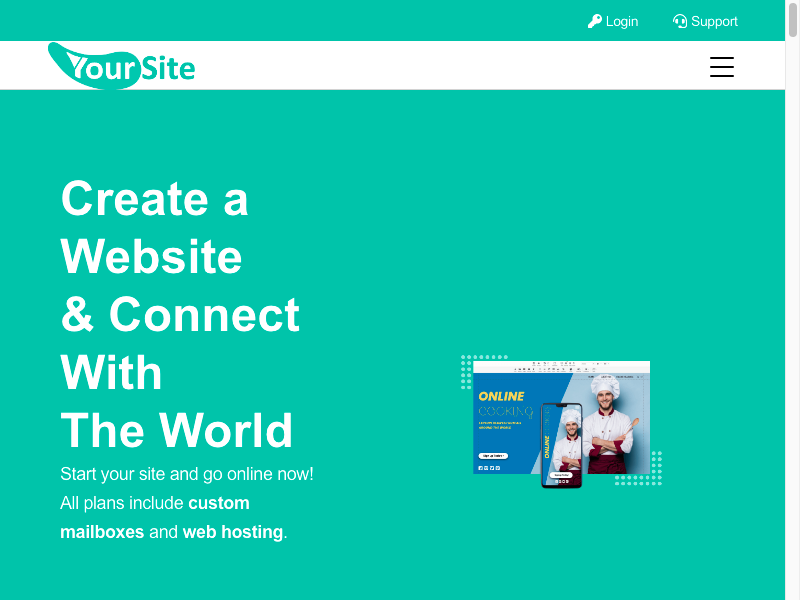 Login
Support
YourSite
Create a
Website
& Connect
With
The World
Start your site and go online now!
All plans include custom
mailboxes and web hosting.
ONLINE
COOKING
ONLINE